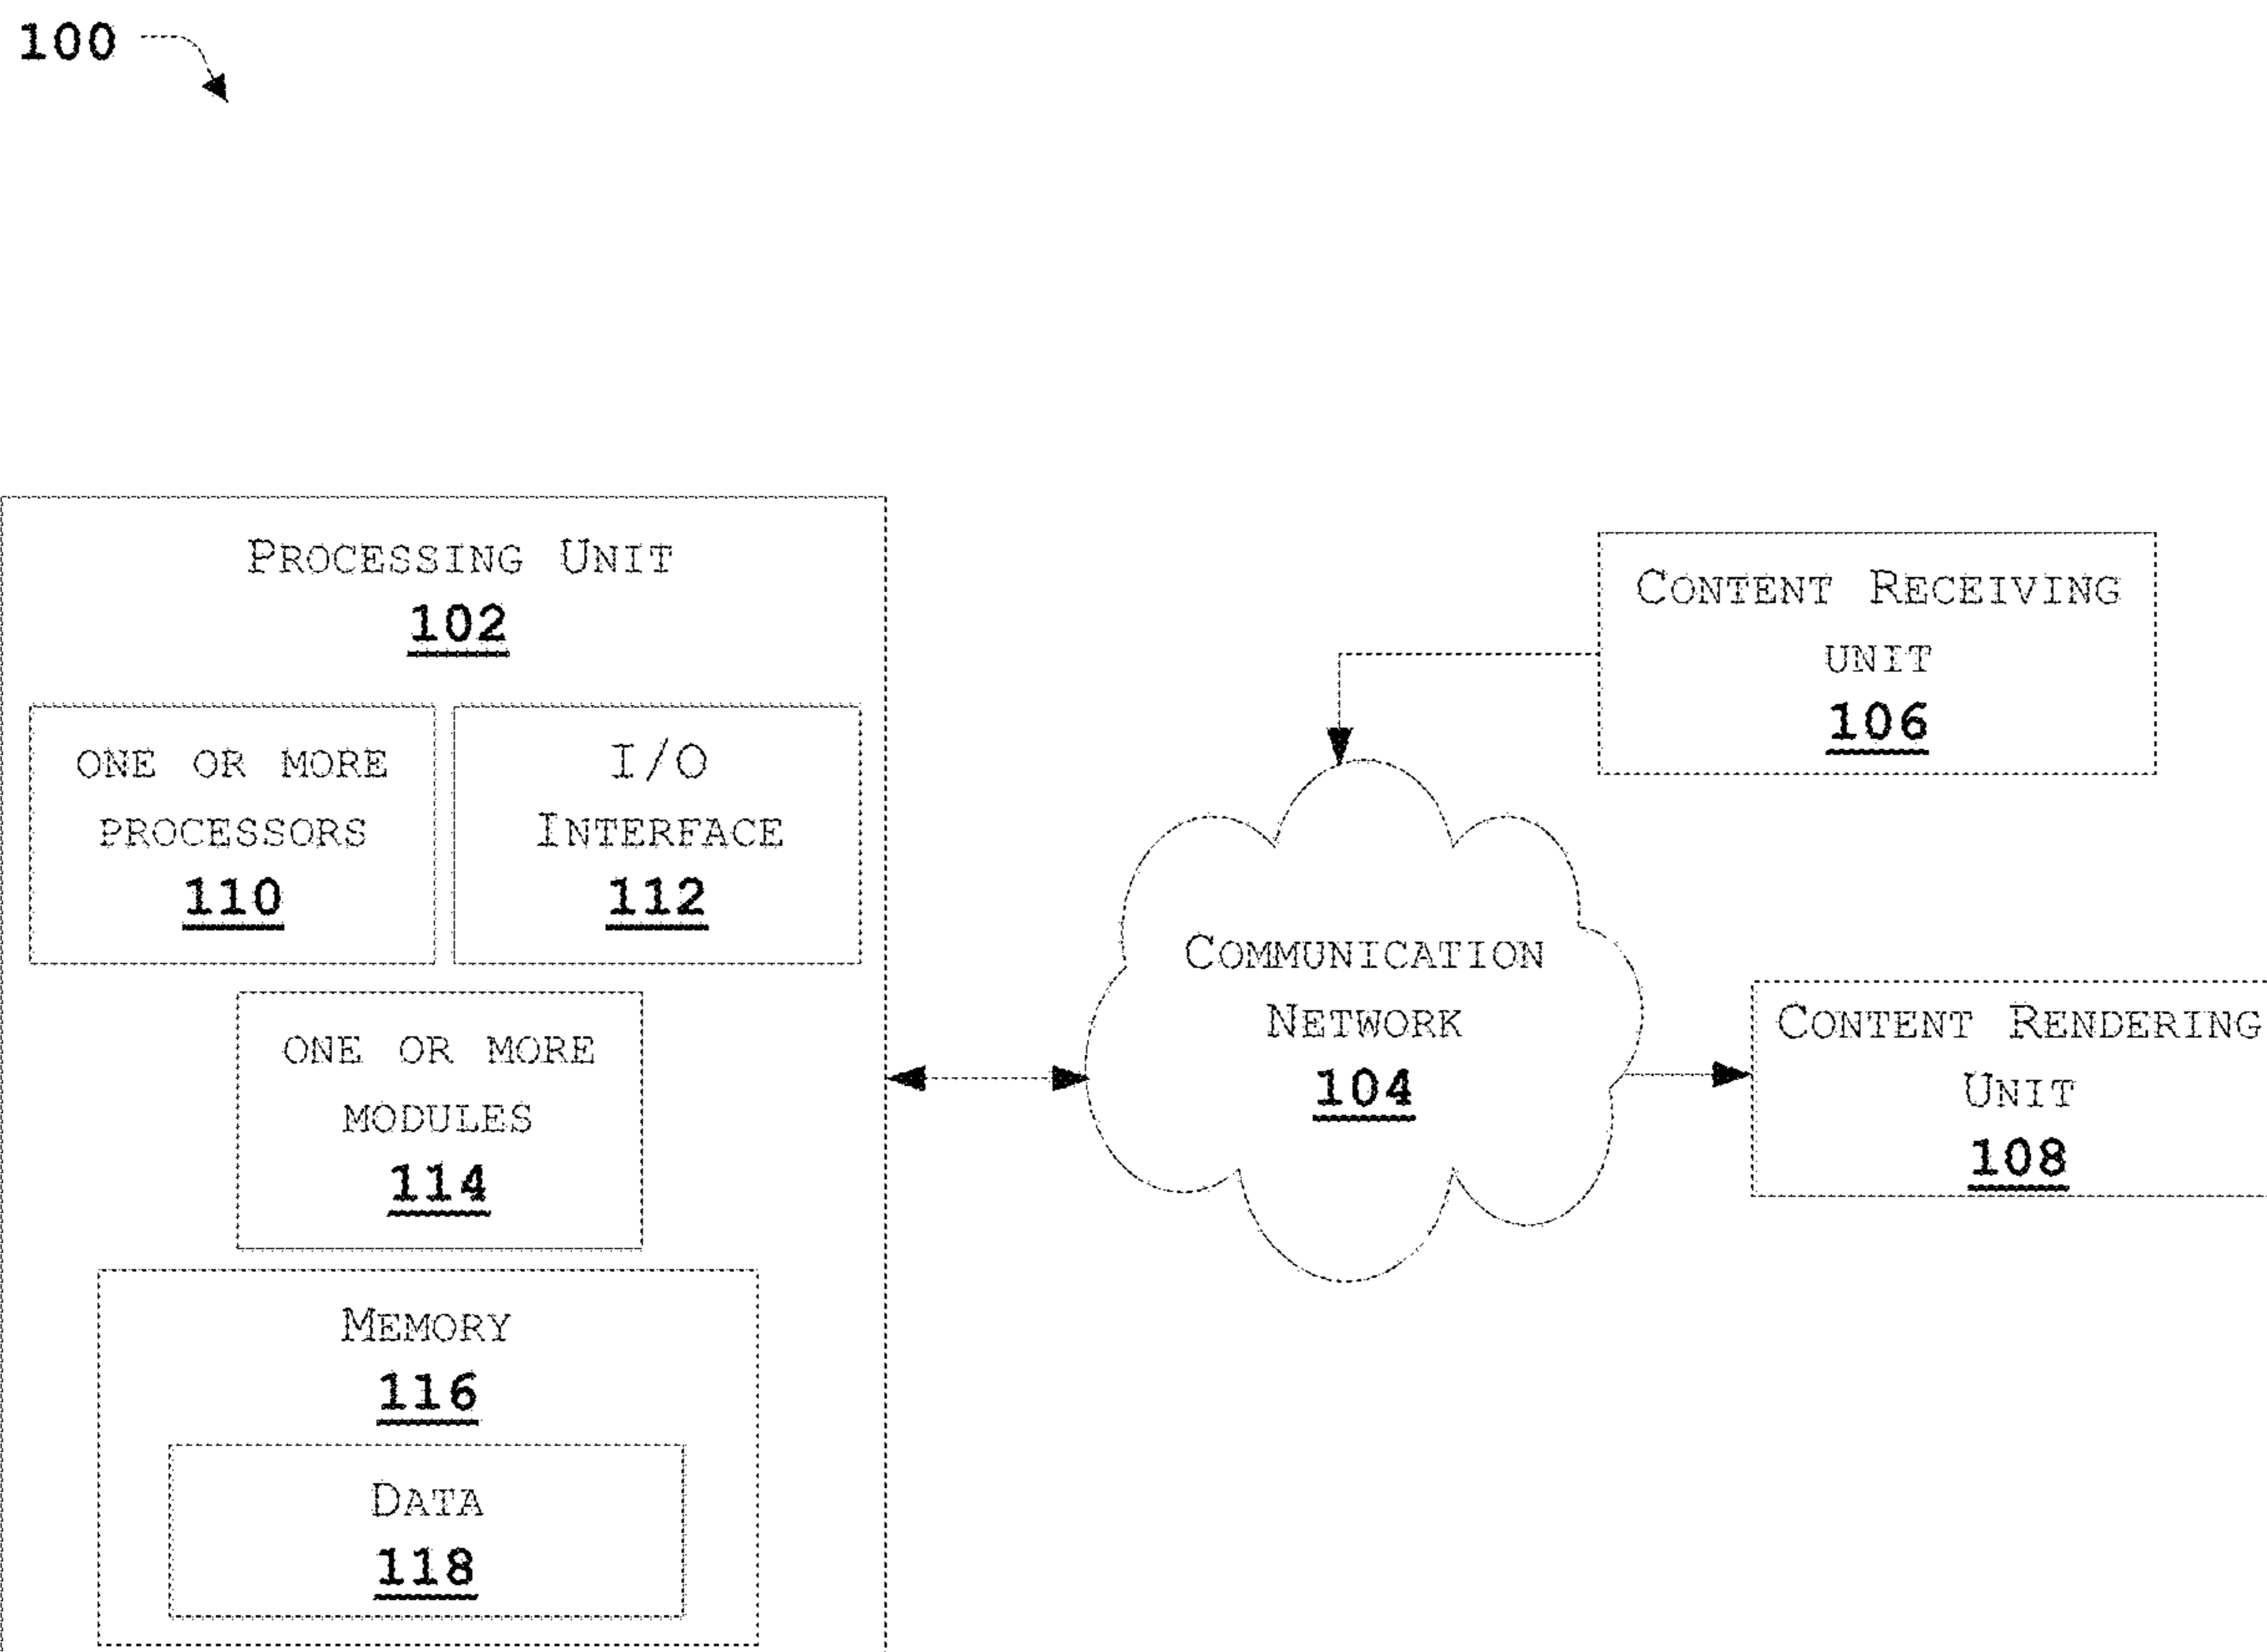 100
PROCESSING UNIT
102
ONE OR MORE
PROCESSORS
110
I/O
INTERFACE
112
ONE OR MORE
MODULES
114
MEMORY
116
DATA
118
COMMUNICATION
NETWORK
104
CONTENT RECEIVING
UNIT
106
CONTENT RENDERING
UNIT
108